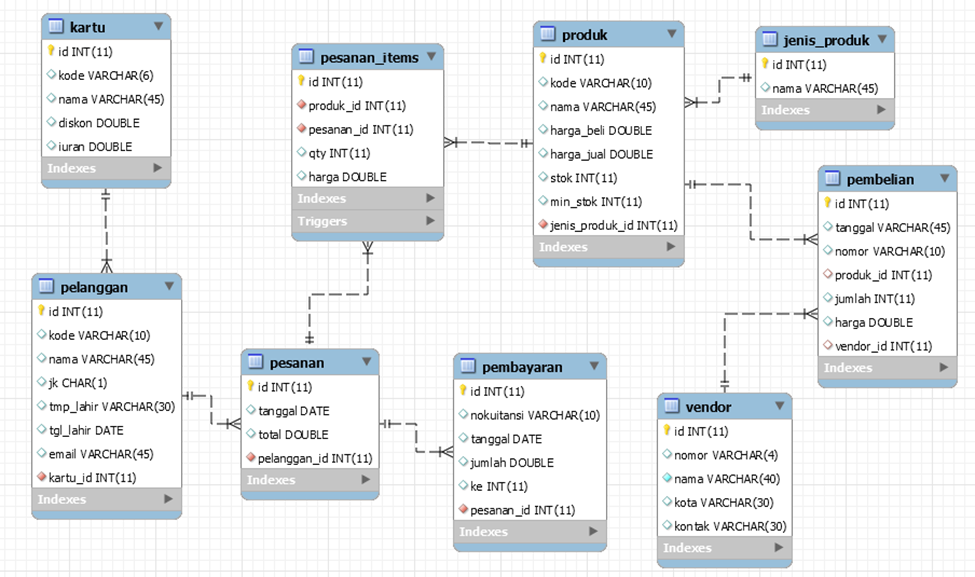 kartu
id INT(11)
kode VARCHAR(6)
nama VARCHAR(45)
diskon DOUBLE
iuran DOUBLE
Indexes
pesanan_items
id INT(11)
produk_id INT(11)
pesanan_id INT(11)
qty INT(11)
harga DOUBLE
Indexes
Triggers
produk
id INT(11)
kode VARCHAR(10)
nama VARCHAR(45)
harga_beli DOUBLE
harga_jual DOUBLE
stok INT(11)
min_stok INT(11)
jenis_produk_id INT(11)
Indexes
jenis_produk
id INT(11)
nama VARCHAR(45)
Indexes
pembelian
id INT(11)
tanggal VARCHAR(45)
nomor VARCHAR(10)
produk_id INT(11)
jumlah INT(11)
harga DOUBLE
vendor_id INT(11)
Indexes
pelanggan
id INT(11)
kode VARCHAR(10)
nama VARCHAR(45)
jk CHAR(1)
tmp_lahir VARCHAR(30)
tgl_lahir DATE
email VARCHAR(45)
kartu_id INT(11)
Indexes
pesanan
id INT(11)
tanggal DATE
total DOUBLE
pelanggan_id INT(11)
Indexes
pembayaran
id INT(11)
nokuitansi VARCHAR(10)
tanggal DATE
jumlah DOUBLE
ke INT(11)
pesanan_id INT(11)
Indexes
vendor
id INT(11)
nomor VARCHAR(4)
nama VARCHAR(40)
kota VARCHAR(30)
kontak VARCHAR(30)
Indexes